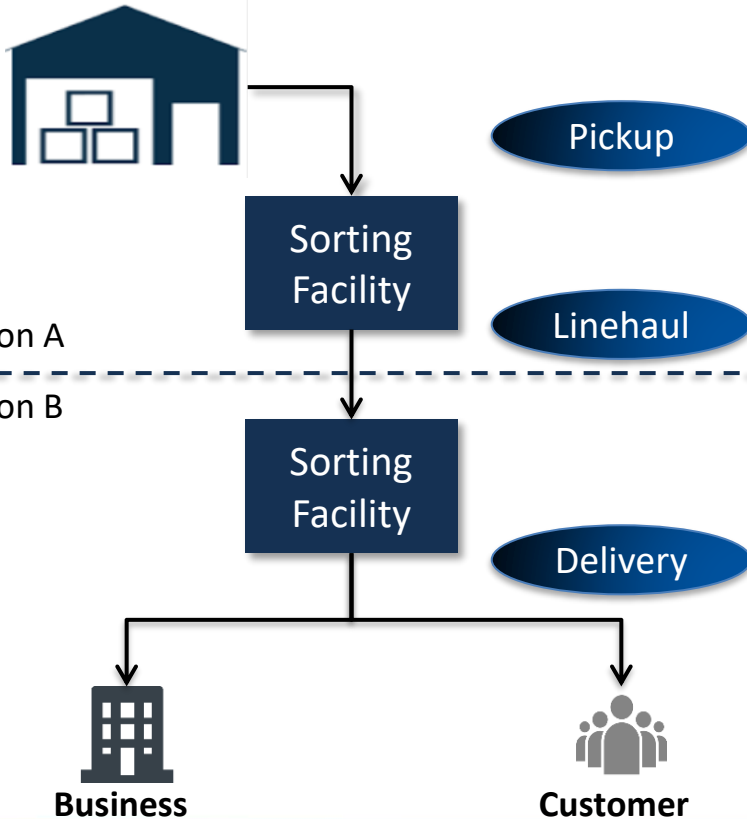 Pickup
Sorting
Facility
Linehaul
on A
on B
Sorting
Facility
Delivery
Business
Customer